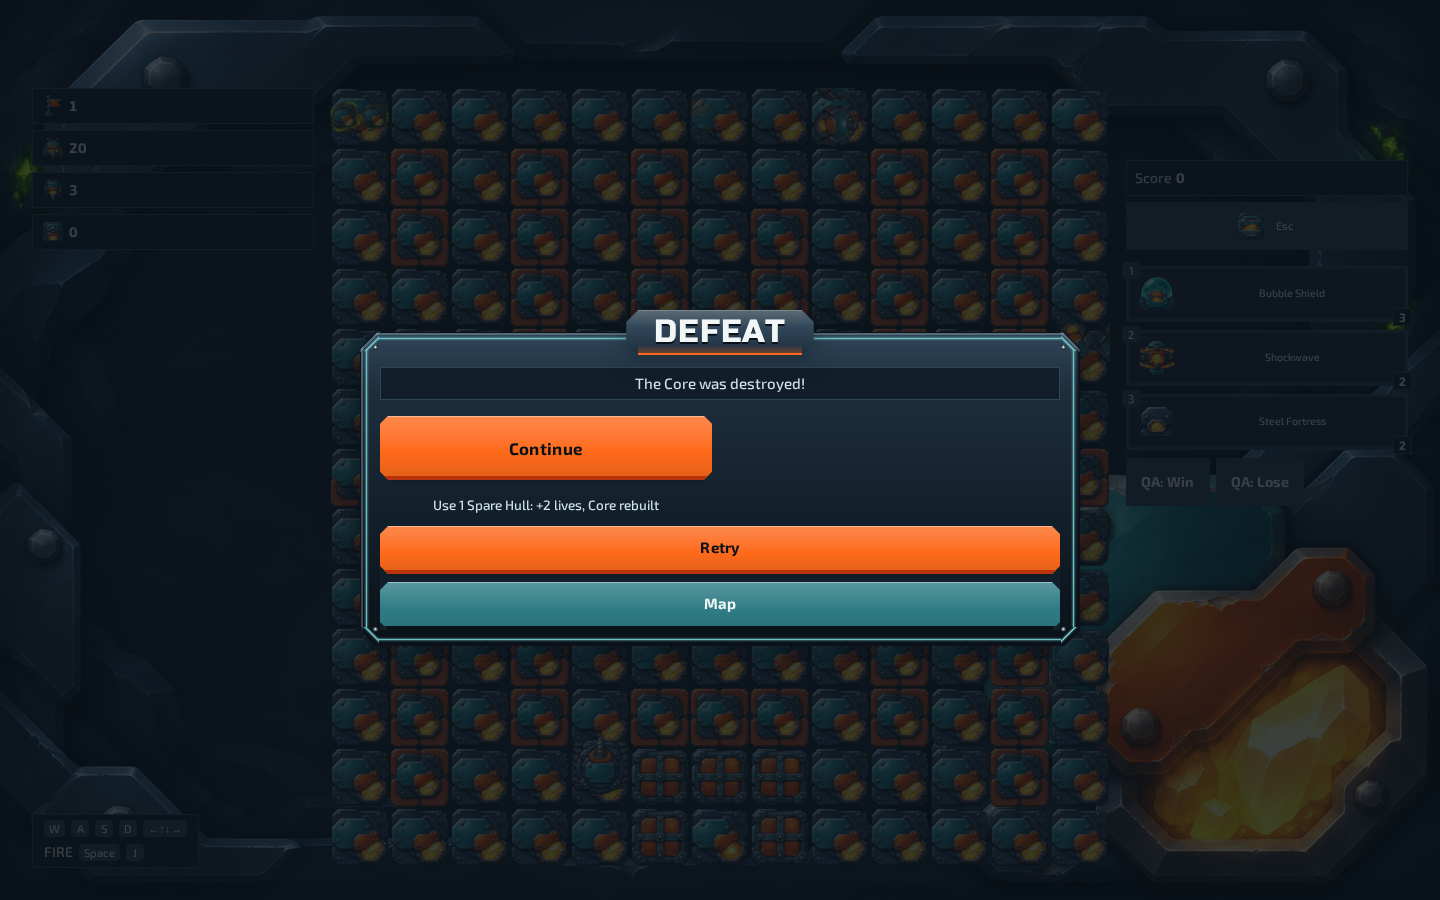 1
20
3
0
DEFEAT
The Core was destroyed!
Continue
Use 1 Spare Hull: +2 lives, Core rebuilt
Retry
Map
Score 0
Esc
1
Bubble Shield
3
2
Shockwave
2
3
Steel Fortress
2
QA: Win
QA: Lose
W A S D ←↑↓→
FIRE Space J